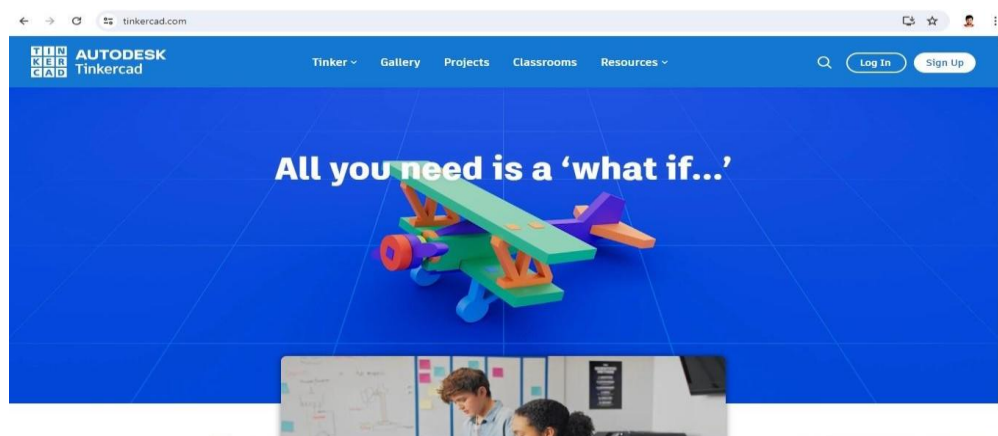 tinkercad.com
TIN
KER
CAD
AUTODESK
Tinkercad
Tinker
Gallery
Projects
Classrooms
Resources
Log In
Sign Up
All you need is a ‘what if...’